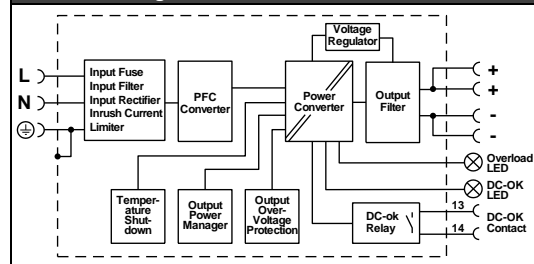 Voltage
Regulator
L
N
Input Fuse
Input Filter
Input Rectifier
Inrush Current
Limiter
PFC
Converter
Power
Converter
Output
Filter
+
+
-
-
Overload
LED
DC-OK
LED
Temper-
ature
Shut-
down
Output
Power
Manager
Output
Over-
Voltage
Protection
DC-ok
Relay
13
14
DC-OK
Contact